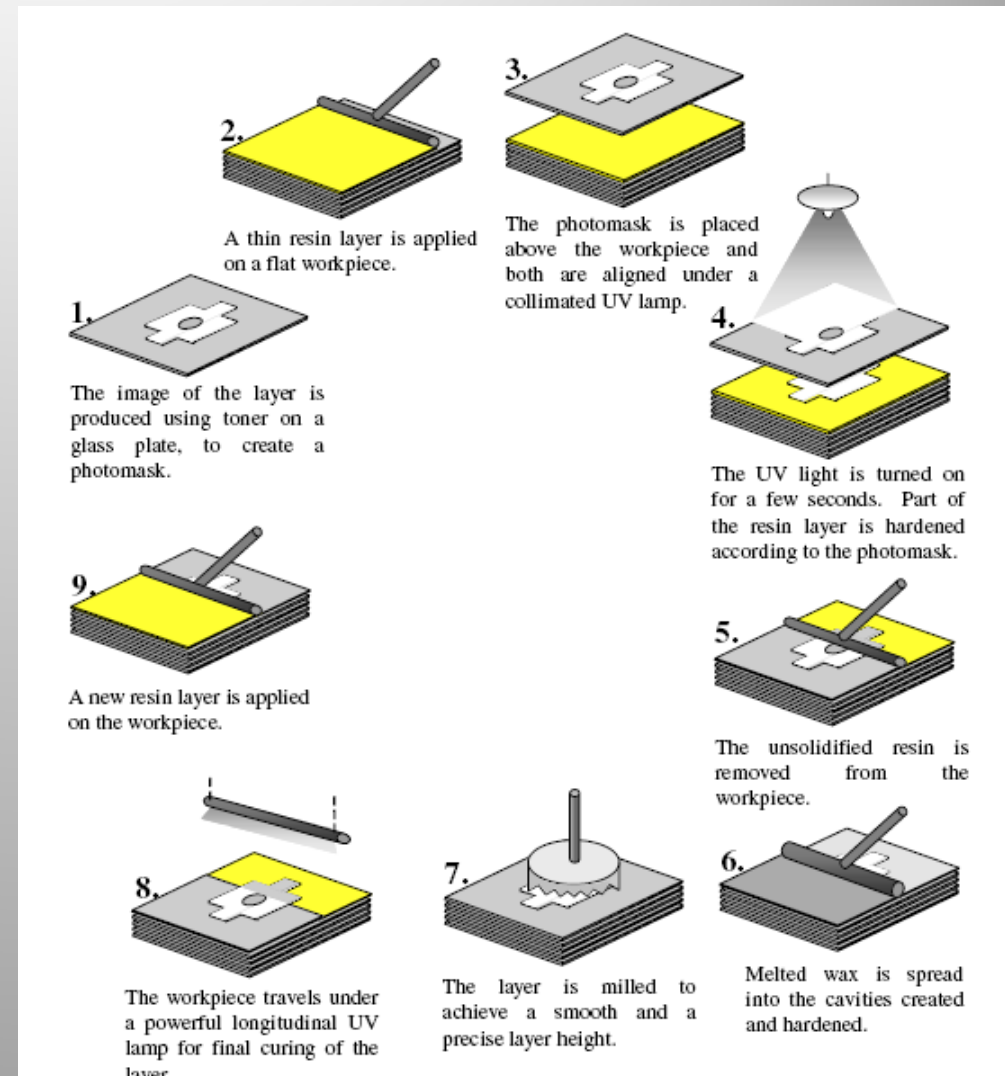 1.
The image of the layer is
produced using toner on a
glass plate, to create a
photomask.
2.
A thin resin layer is applied
on a flat workpiece.
3.
The photomask is placed
above the workpiece and
both are aligned under a
collimated UV lamp.
4.
The UV light is turned on
for a few seconds. Part of
the resin layer is hardened
according to the photomask.
5.
The unsolidified resin is
removed from the
workpiece.
6.
Melted wax is spread
into the cavities created
and hardened.
7.
The layer is milled to
achieve a smooth and a
precise layer height.
8.
The workpiece travels under
a powerful longitudinal UV
lamp for final curing of the
layer
9.
A new resin layer is applied
on the workpiece.